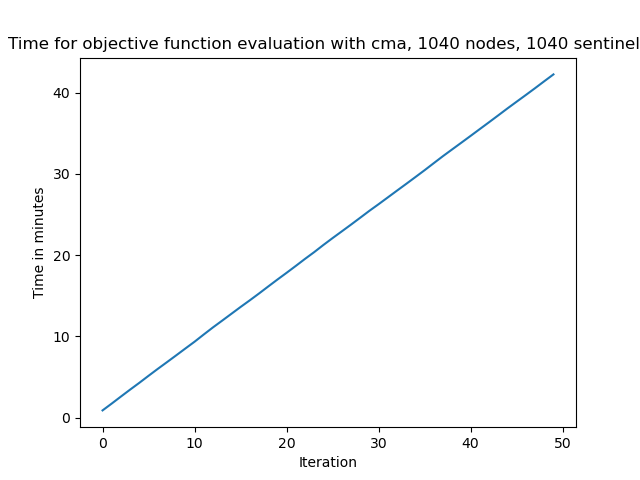 Time for objective function evaluation with cma, 1040 nodes, 1040 sentinel
40
30
20
10
0
Time in minutes
0 10 20 30 40 50
Iteration